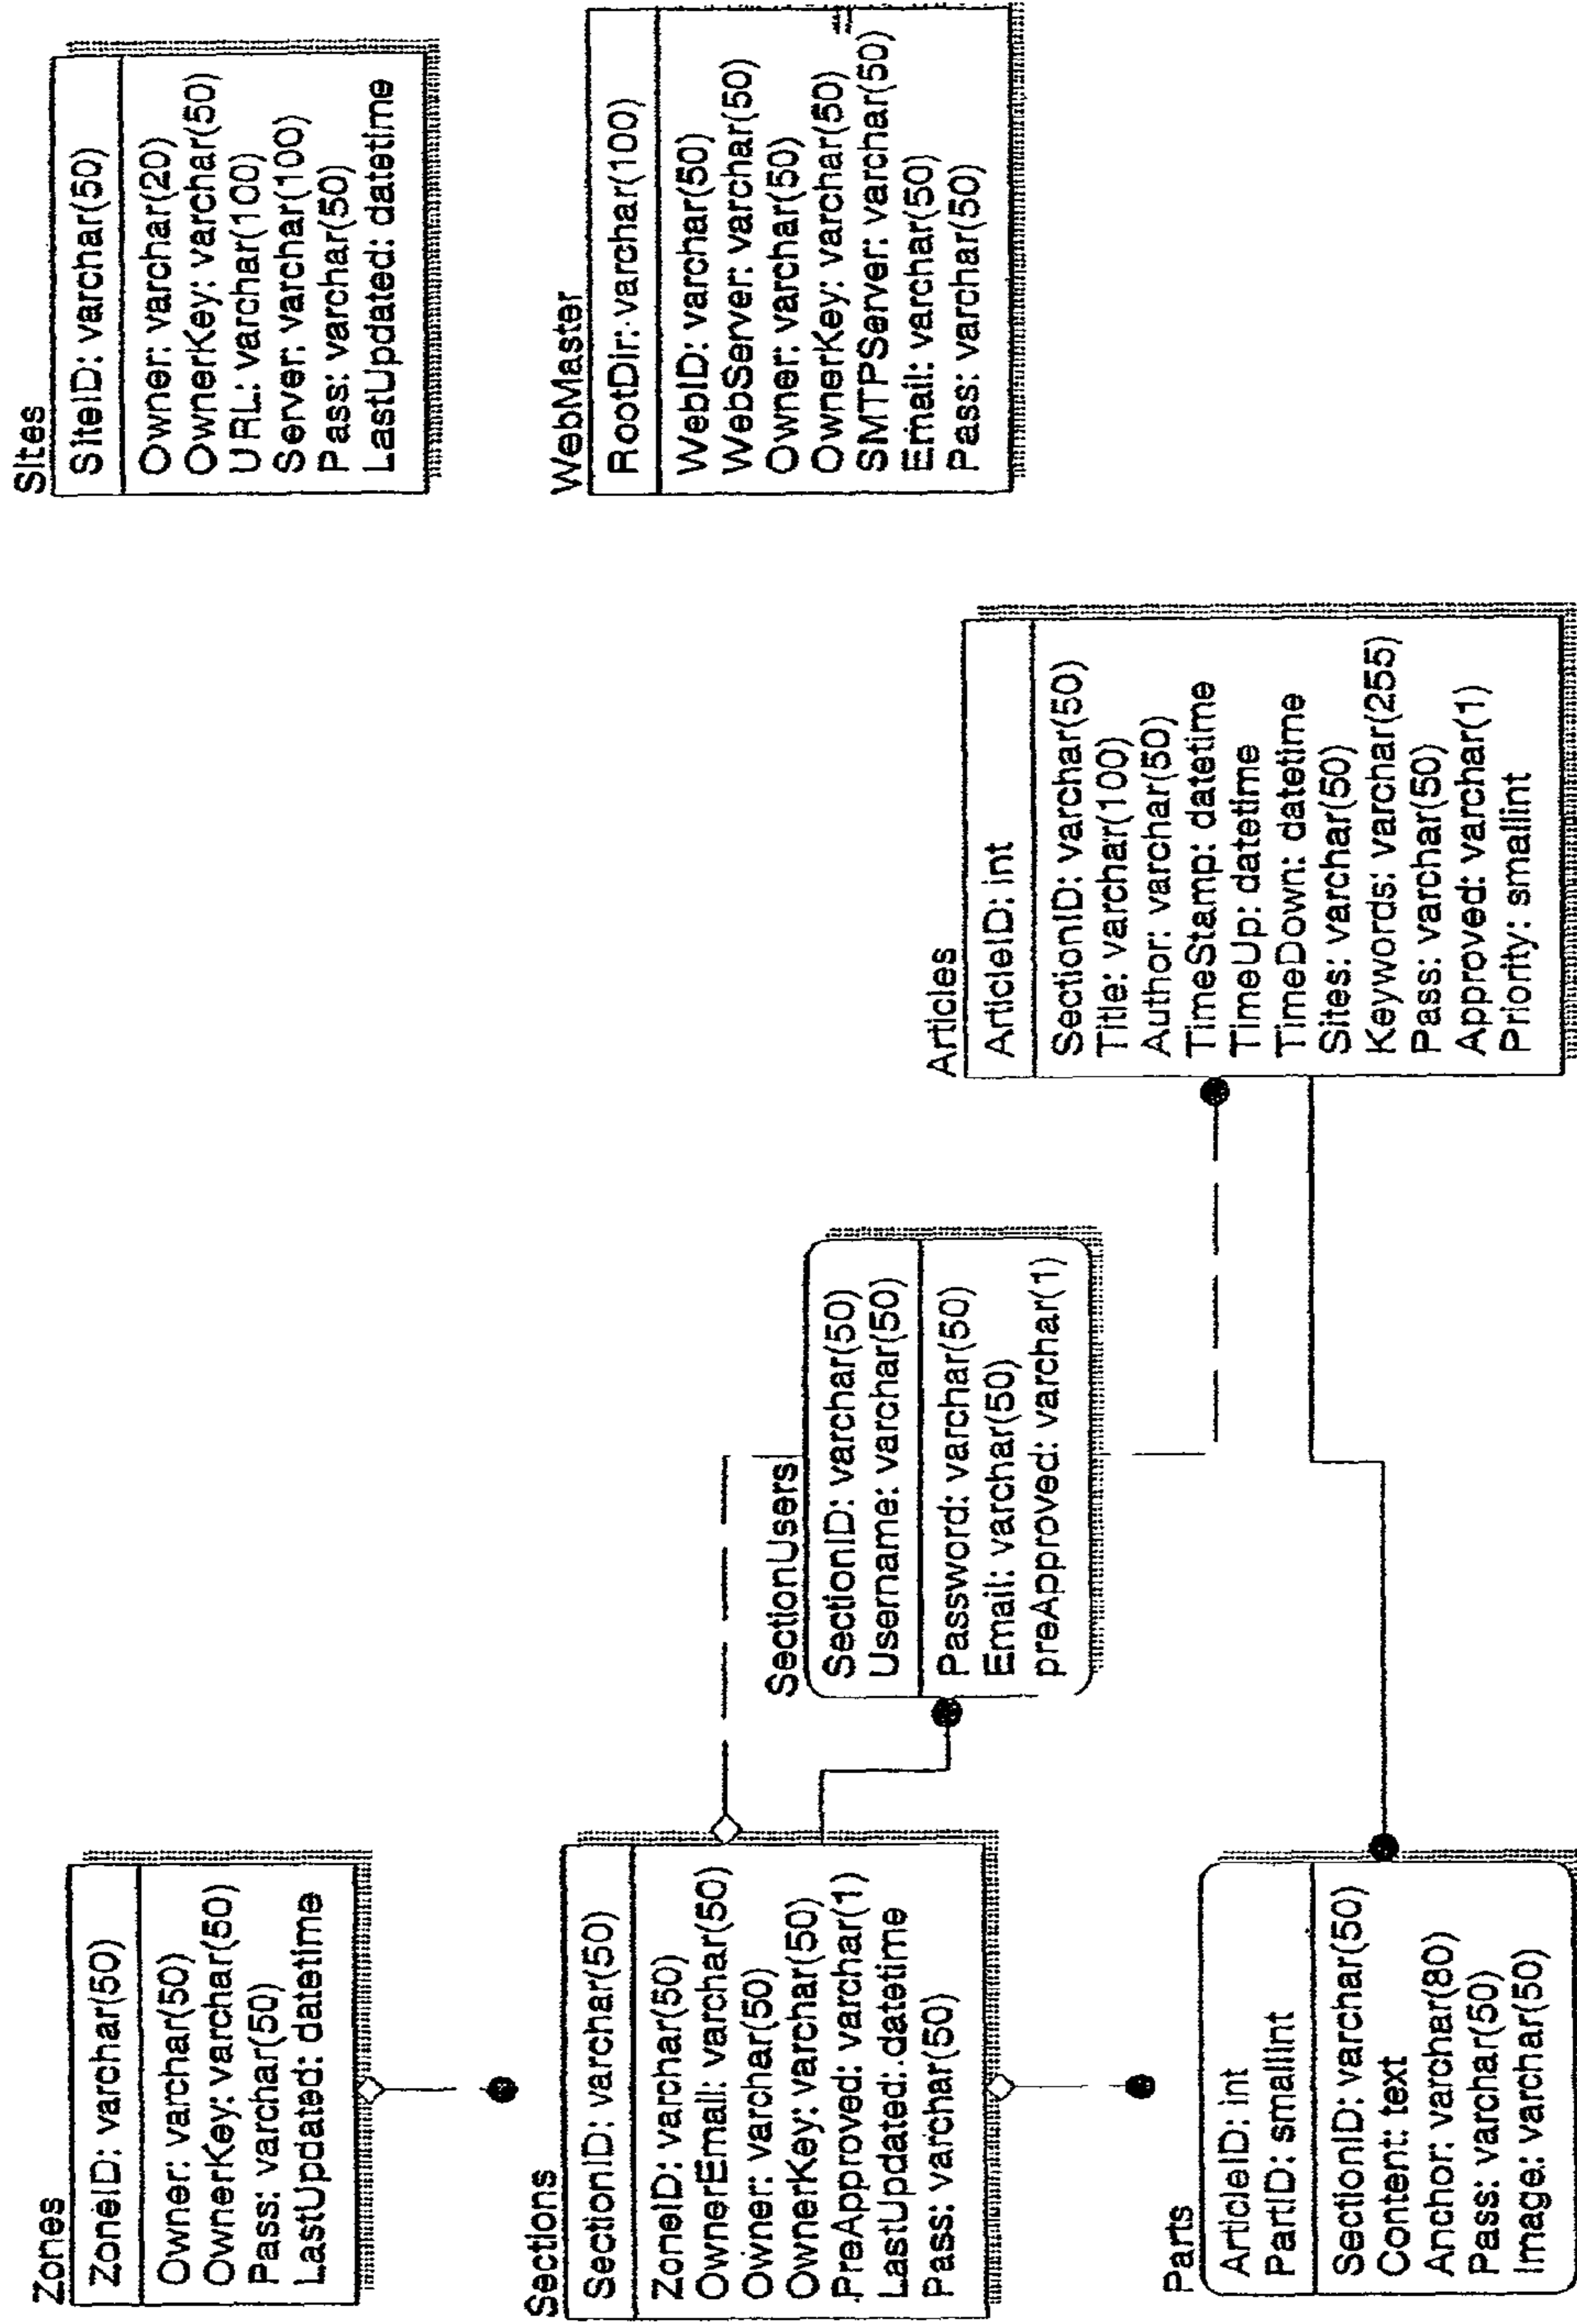 Zones
ZoneID: varchar(50)
Owner: varchar(50)
OwnerKey: varchar(50)
Pass: varchar(50)
LastUpdated: datetime
Sections
SectionID: varchar(50)
ZoneID: varchar(50)
OwnerEmail: varchar(50)
Owner: varchar(50)
OwnerKey: varchar(50)
PreApproved: varchar(1)
LastUpdated: datetime
Pass: varchar(50)
Parts
ArticleID: int
PartID: smallint
SectionID: varchar(50)
Content: text
Anchor: varchar(80)
Pass: varchar(50)
Image: varchar(50)
SectionUsers
SectionID: varchar(50)
Username: varchar(50)
Password: varchar(50)
Email: varchar(50)
preApproved: varchar(1)
Articles
ArticleID: int
SectionID: varchar(50)
Title: varchar(100)
Author: varchar(50)
TimeStamp: datetime
TimeUp: datetime
TimeDown: datetime
Sites: varchar(50)
Keywords: varchar(255)
Pass: varchar(50)
Approved: varchar(1)
Priority: smallint
Sites
SiteID: varchar(50)
Owner: varchar(20)
OwnerKey: varchar(50)
URL: varchar(100)
Server: varchar(100)
Pass: varchar(50)
LastUpdated: datetime
WebMaster
RootDir: varchar(100)
WebID: varchar(50)
WebServer: varchar(50)
Owner: varchar(50)
OwnerKey: varchar(50)
SMTPServer: varchar(50)
Email: varchar(50)
Pass: varchar(50)